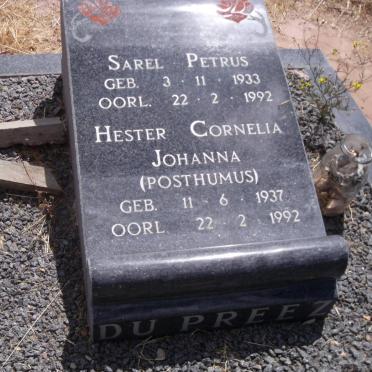 SAREL PETRUS
GEB. 3·11·1933
OORL. 22·2·1992
HESTER CORNELIA
JOHANNA
(POSTHUMUS)
GEB. 11·6·1937
OORL 22·2·1992
DU PREEZ